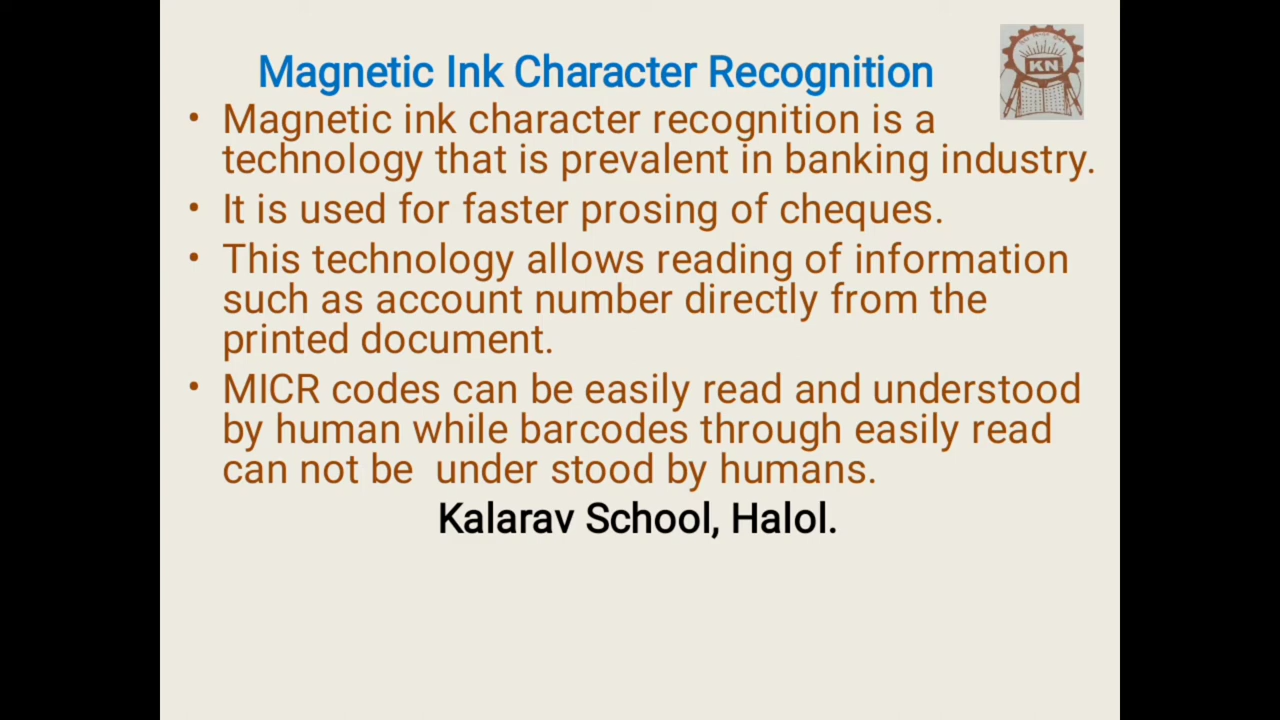 Magnetic Ink Character Recognition
KN
• Magnetic ink character recognition is a
technology that is prevalent in banking industry.
• It is used for faster prosing of cheques.
• This technology allows reading of information
such as account number directly from the
printed document.
• MICR codes can be easily read and understood
by human while barcodes through easily read
can not be  under stood by humans.
Kalarav School, Halol.